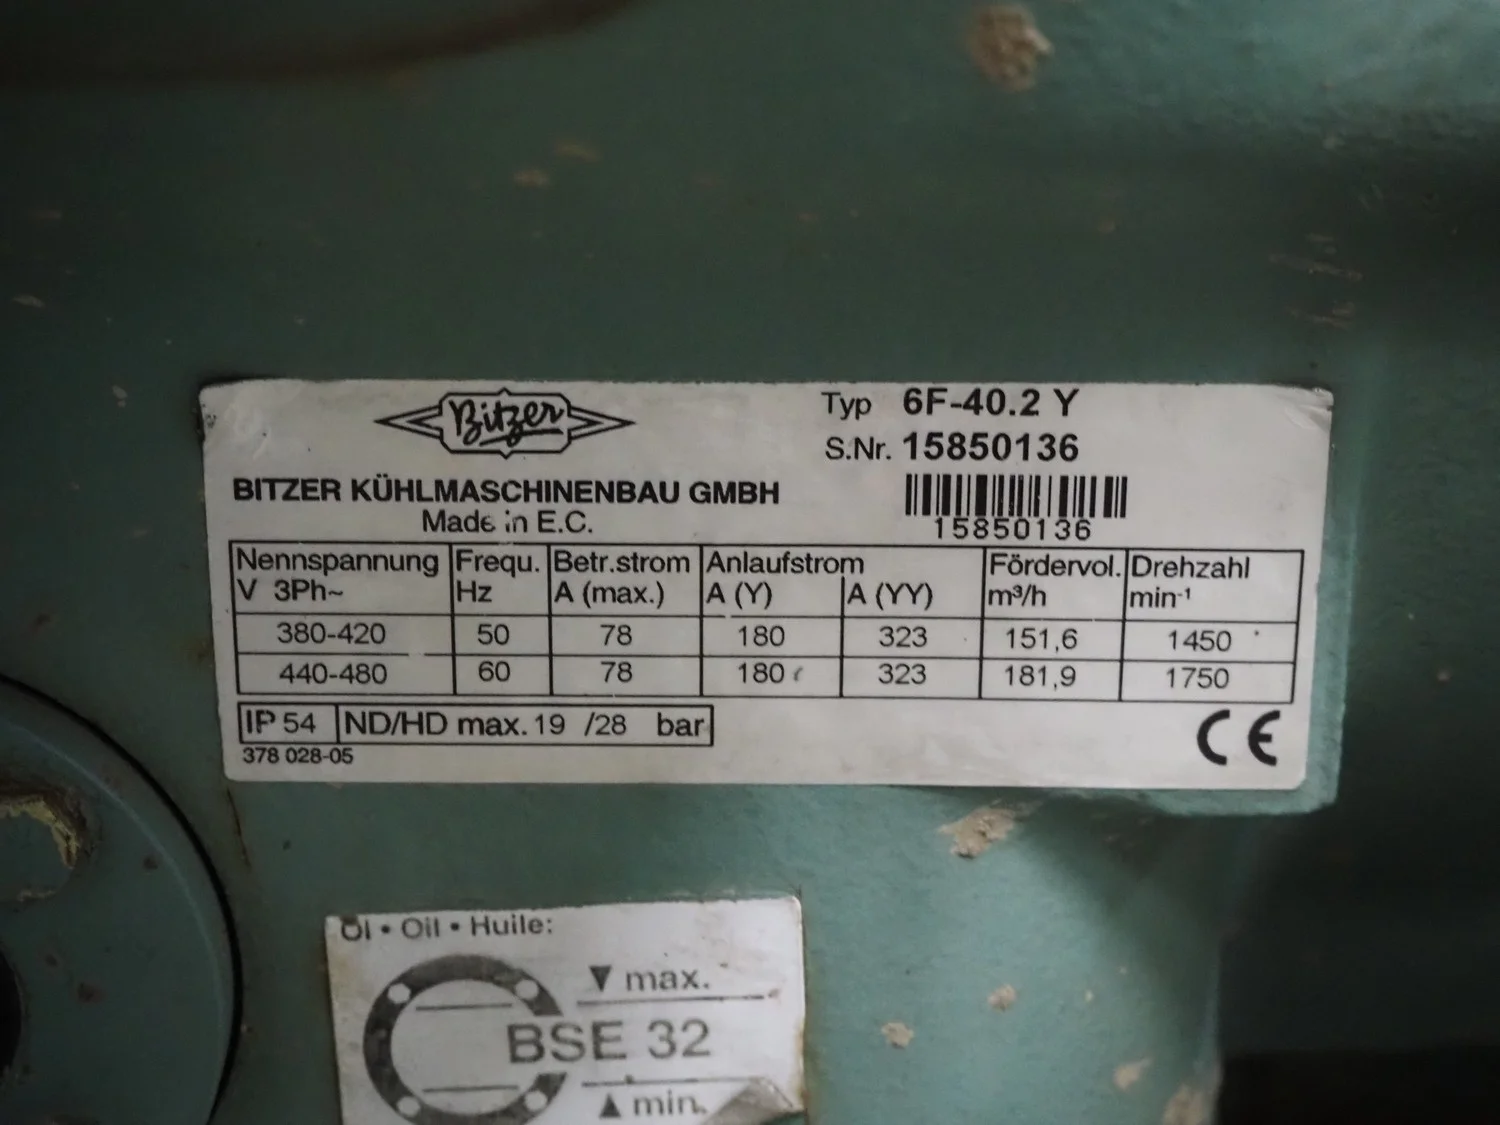 Bitzer
Typ 6F-40.2 Y
S.Nr. 15850136
BITZER KÜHLMASCHINENBAU GMBH
Made in E.C.
15850136
Nennspannung Frequ. Betr.strom Anlaufstrom Fördervol. Drehzahl
V 3Ph~ Hz A (max.) A (Y) A (YY) m³/h min-¹
380-420 50 78 180 323 151,6 1450
440-480 60 78 180 323 181,9 1750
IP 54 ND/HD max. 19 /28 bar
378 028-05
CE
Öl • Oil • Huile:
▼ max.
BSE 32
▲ min.